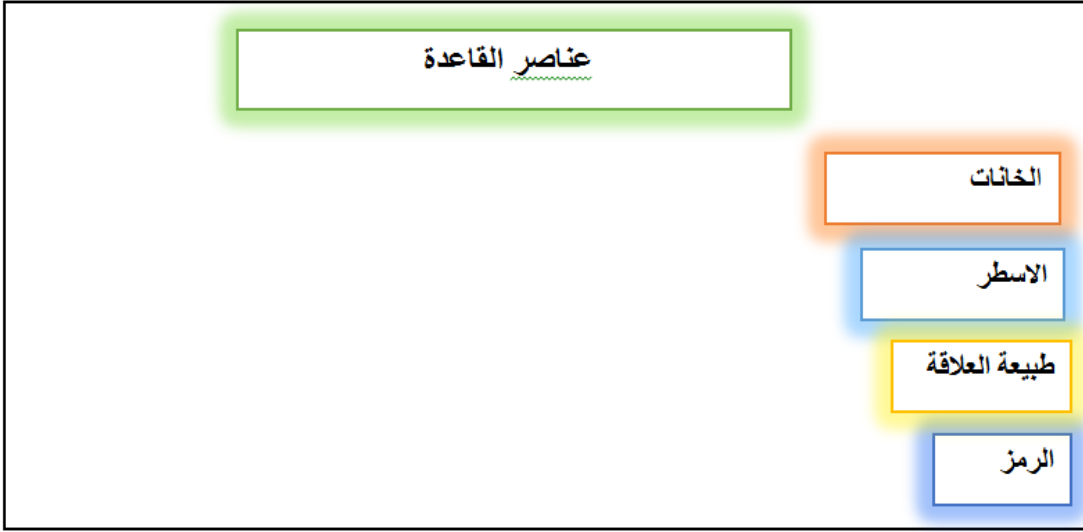 عناصر القاعدة
الخانات
الاسطر
طبيعة العلاقة
الرمز